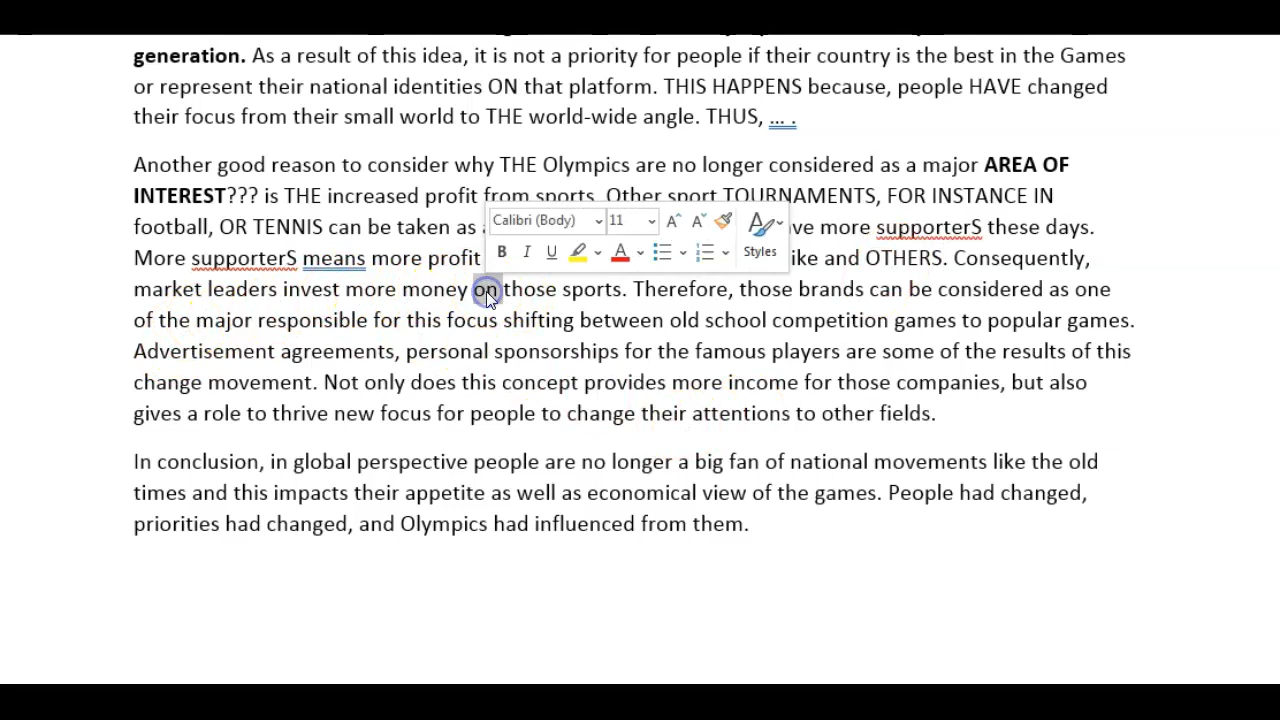 generation. As a result of this idea, it is not a priority for people if their country is the best in the Games
or represent their national identities ON that platform. THIS HAPPENS because, people HAVE changed
their focus from their small world to THE world-wide angle. THUS, ... .
Another good reason to consider why THE Olympics are no longer considered as a major AREA OF
INTEREST??? is THE increased profit from sports. Other sport TOURNAMENTS, FOR INSTANCE IN
football, OR TENNIS can be taken as more supporterS these days.
Calibri (Body) 11
Styles
More supporterS means more profit and OTHERS. Consequently,
market leaders invest more money on those sports. Therefore, those brands can be considered as one
of the major responsible for this focus shifting between old school competition games to popular games.
Advertisement agreements, personal sponsorships for the famous players are some of the results of this
change movement. Not only does this concept provides more income for those companies, but also
gives a role to thrive new focus for people to change their attentions to other fields.
In conclusion, in global perspective people are no longer a big fan of national movements like the old
times and this impacts their appetite as well as economical view of the games. People had changed,
priorities had changed, and Olympics had influenced from them.